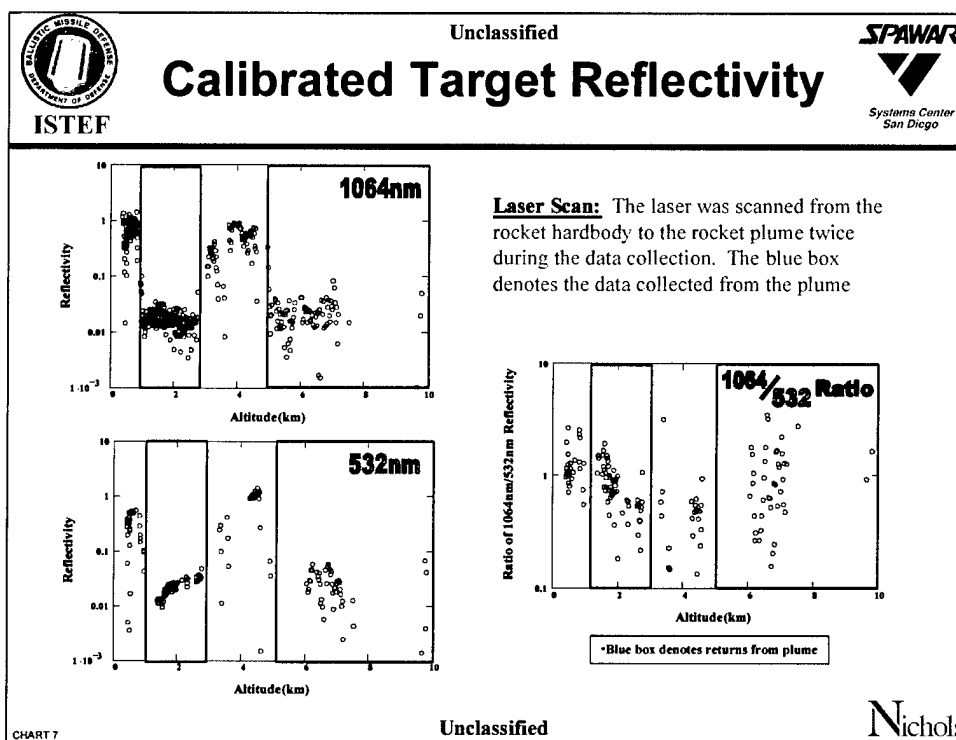 Unclassified
BALLISTIC MISSILE DEFENSE
DEPARTMENT OF DEFENSE
ISTEF
Calibrated Target Reflectivity
SPAWAR
Systems Center
San Diego
1064nm
Reflectivity
10
1
0.1
0.01
1·10⁻³
0 2 4 6 8 10
Altitude(km)
Laser Scan: The laser was scanned from the
rocket hardbody to the rocket plume twice
during the data collection. The blue box
denotes the data collected from the plume
532nm
Reflectivity
10
1
0.1
0.01
1·10⁻³
0 2 4 6 8 10
Altitude(km)
1064/532 Ratio
Ratio of 1064nm/532nm Reflectivity
10
1
0.1
0 2 4 6 8 10
Altitude(km)
•Blue box denotes returns from plume
CHART 7
Unclassified
Nichols